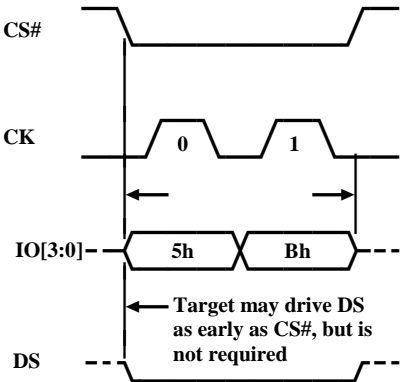 CS#
CK
0
1
IO[3:0]
5h
Bh
Target may drive DS
as early as CS#, but is
not required
DS